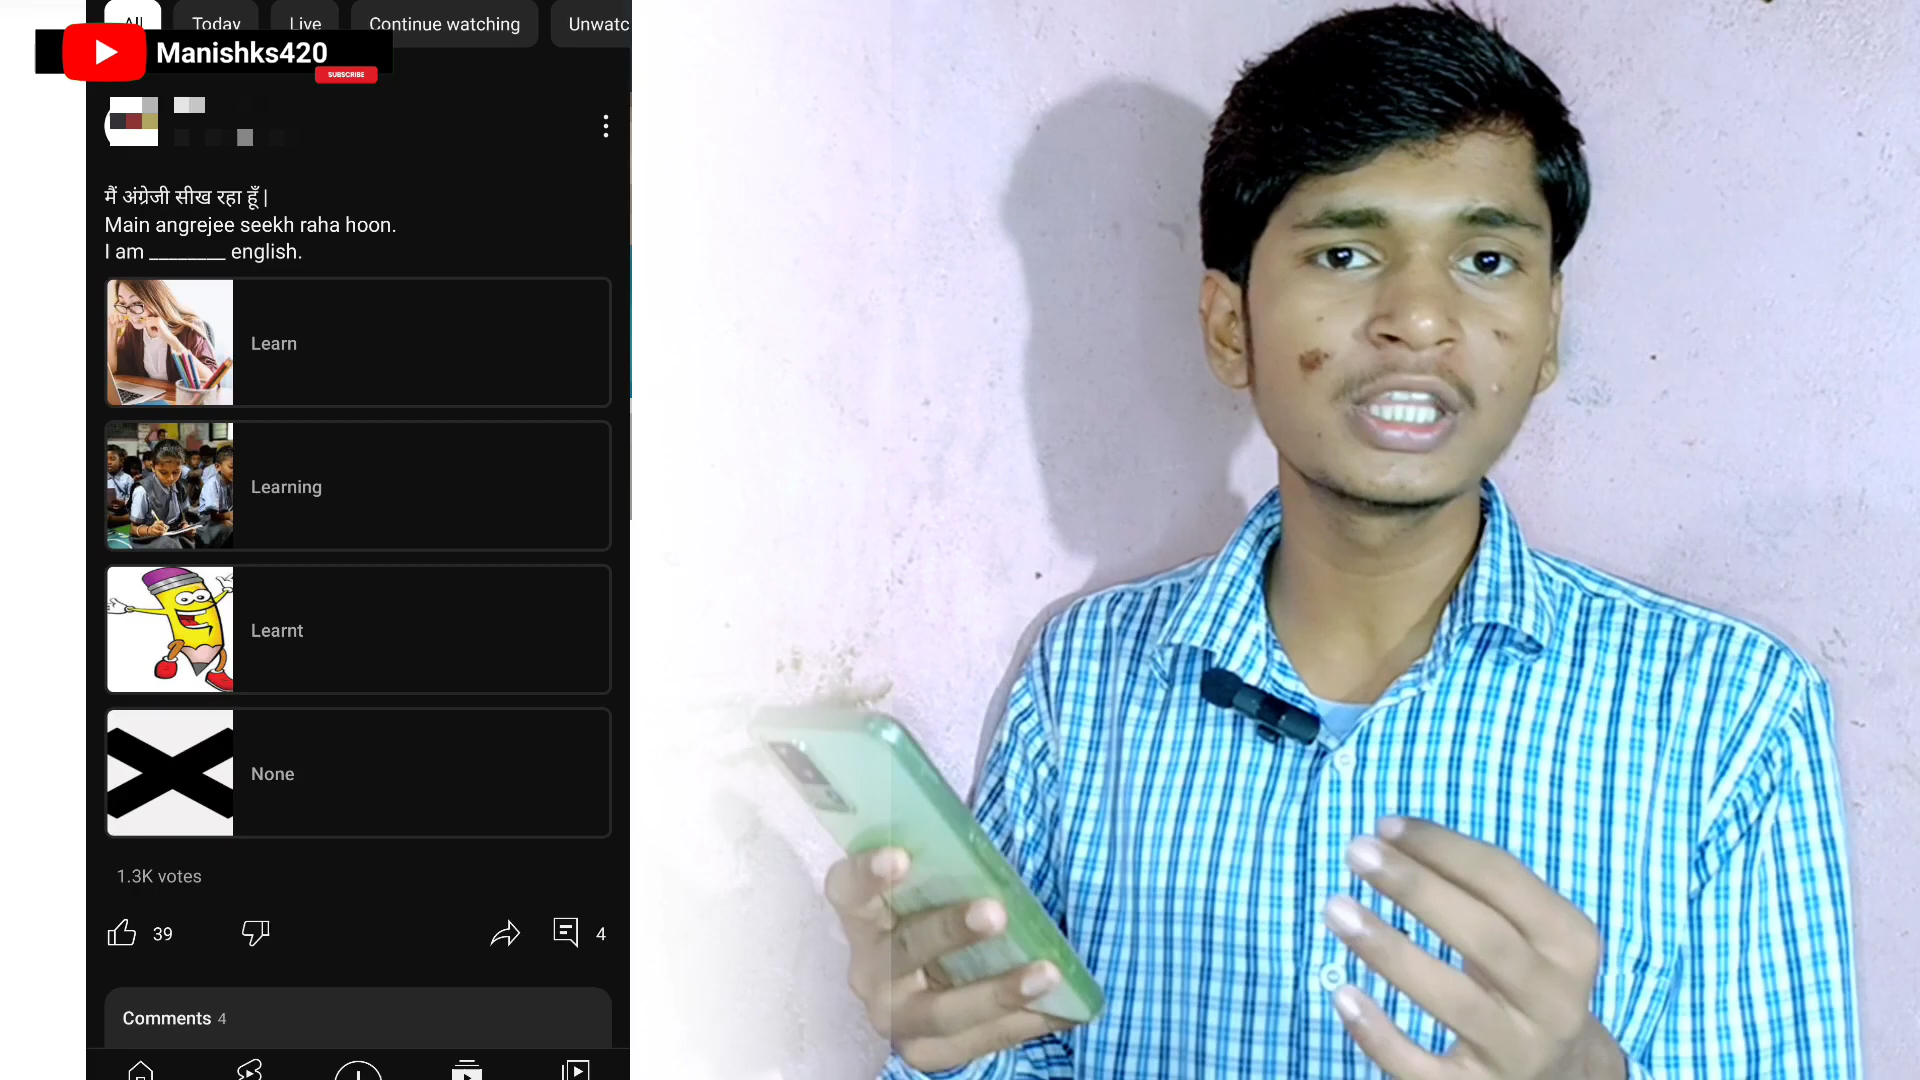 All
Today
Live
Continue watching
Unwatc
Manishks420
SUBSCRIBE
मैं अंग्रेजी सीख रहा हूँ |
Main angrejee seekh raha hoon.
I am ________ english.
Learn
Learning
Learnt
None
1.3K votes
39
4
Comments 4